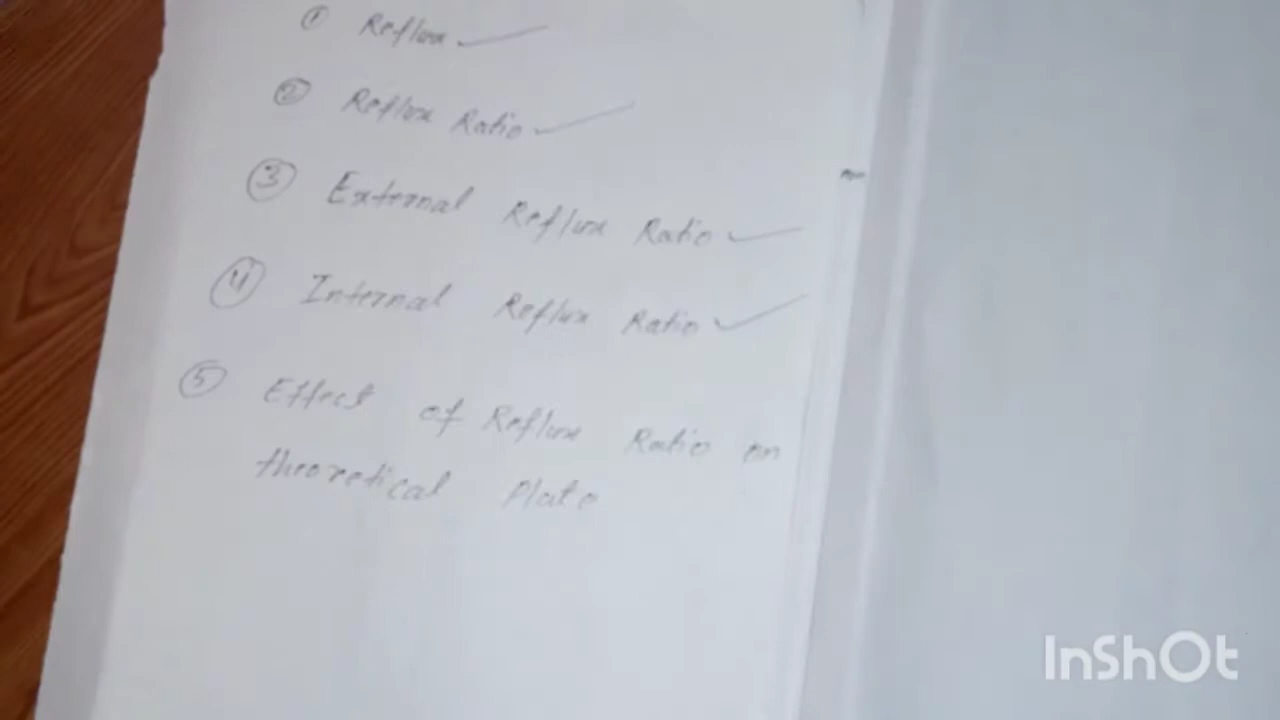 ① Reflux
② Reflux Ratio
③ External Reflux Ratio
④ Internal Reflux Ratio
⑤ Effect of Reflux Ratio on
theoretical Plate
InShOt